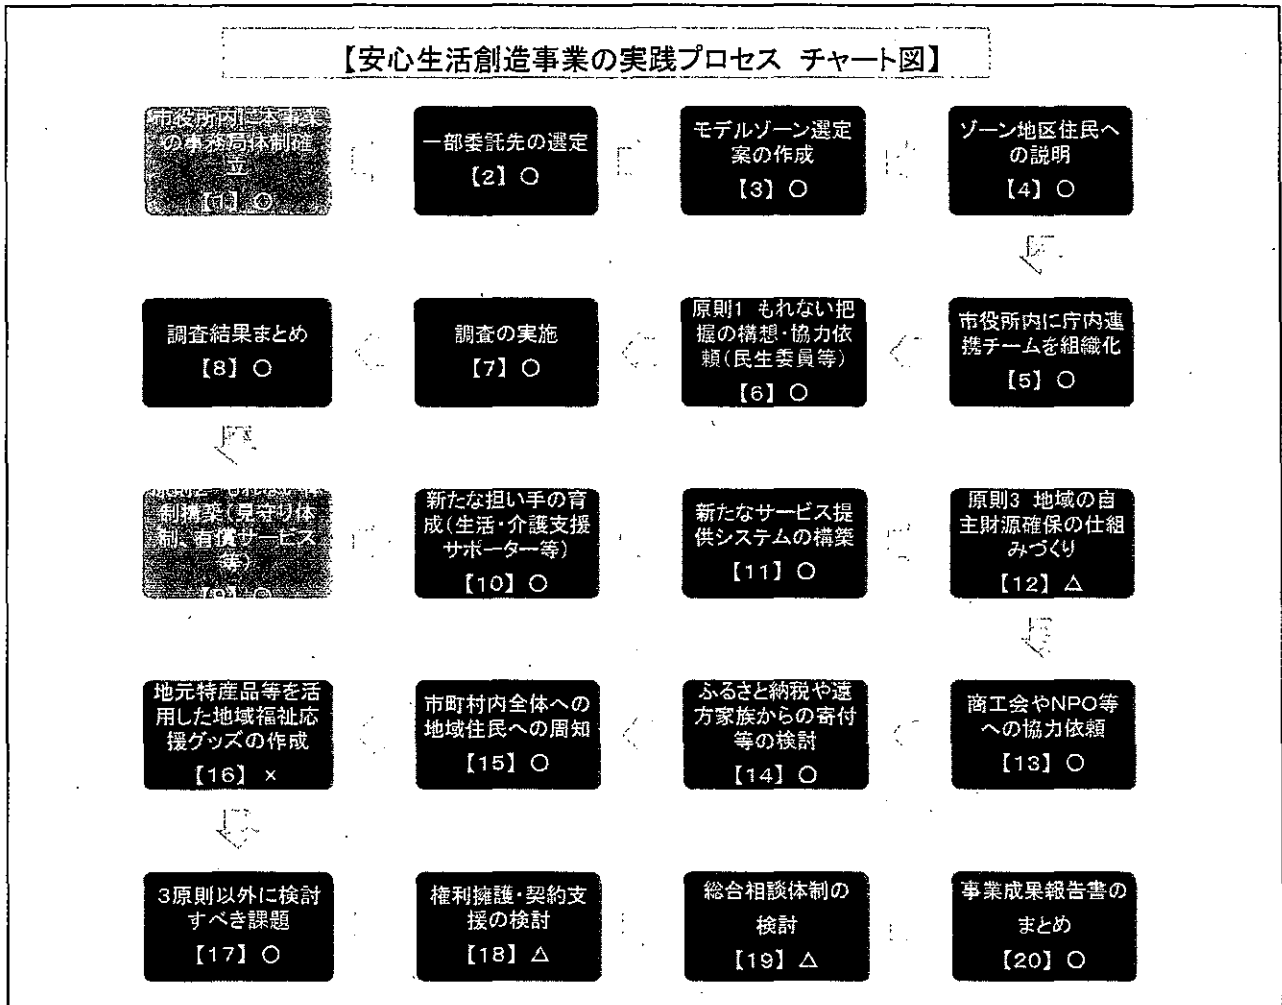 【安心生活創造事業の実践プロセス チャート図】
市役所内に本事業
の事務局体制確
立
【1】○
一部委託先の選定
【2】○
モデルゾーン選定
案の作成
【3】○
ゾーン地区住民へ
の説明
【4】○
市役所内に庁内連
携チームを組織化
【5】○
原則1 もれない把
握の構想・協力依
頼(民生委員等)
【6】○
調査の実施
【7】○
調査結果まとめ
【8】○
制構築(見守り体
制、有償サービス
等)
【9】○
新たな担い手の育
成(生活・介護支援
サポーター等)
【10】○
新たなサービス提
供システムの構築
【11】○
原則3 地域の自
主財源確保の仕組
みづくり
【12】△
商工会やNPO等
への協力依頼
【13】○
ふるさと納税や遠
方家族からの寄付
等の検討
【14】○
市町村内全体への
地域住民への周知
【15】○
地元特産品等を活
用した地域福祉応
援グッズの作成
【16】×
3原則以外に検討
すべき課題
【17】○
権利擁護・契約支
援の検討
【18】△
総合相談体制の
検討
【19】△
事業成果報告書の
まとめ
【20】○